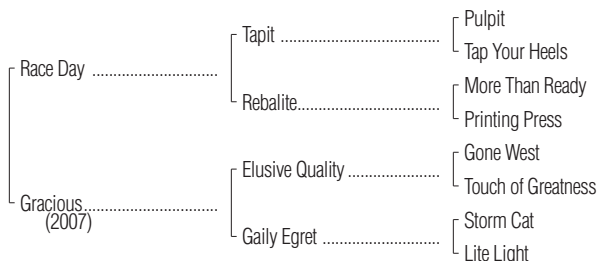 Pulpit
Tapit ........................................
Tap Your Heels
Race Day ................................
More Than Ready
Rebalite....................................
Printing Press
Gone West
Elusive Quality .......................
Touch of Greatness
Gracious..................................
(2007)
Storm Cat
Gaily Egret .............................
Lite Light